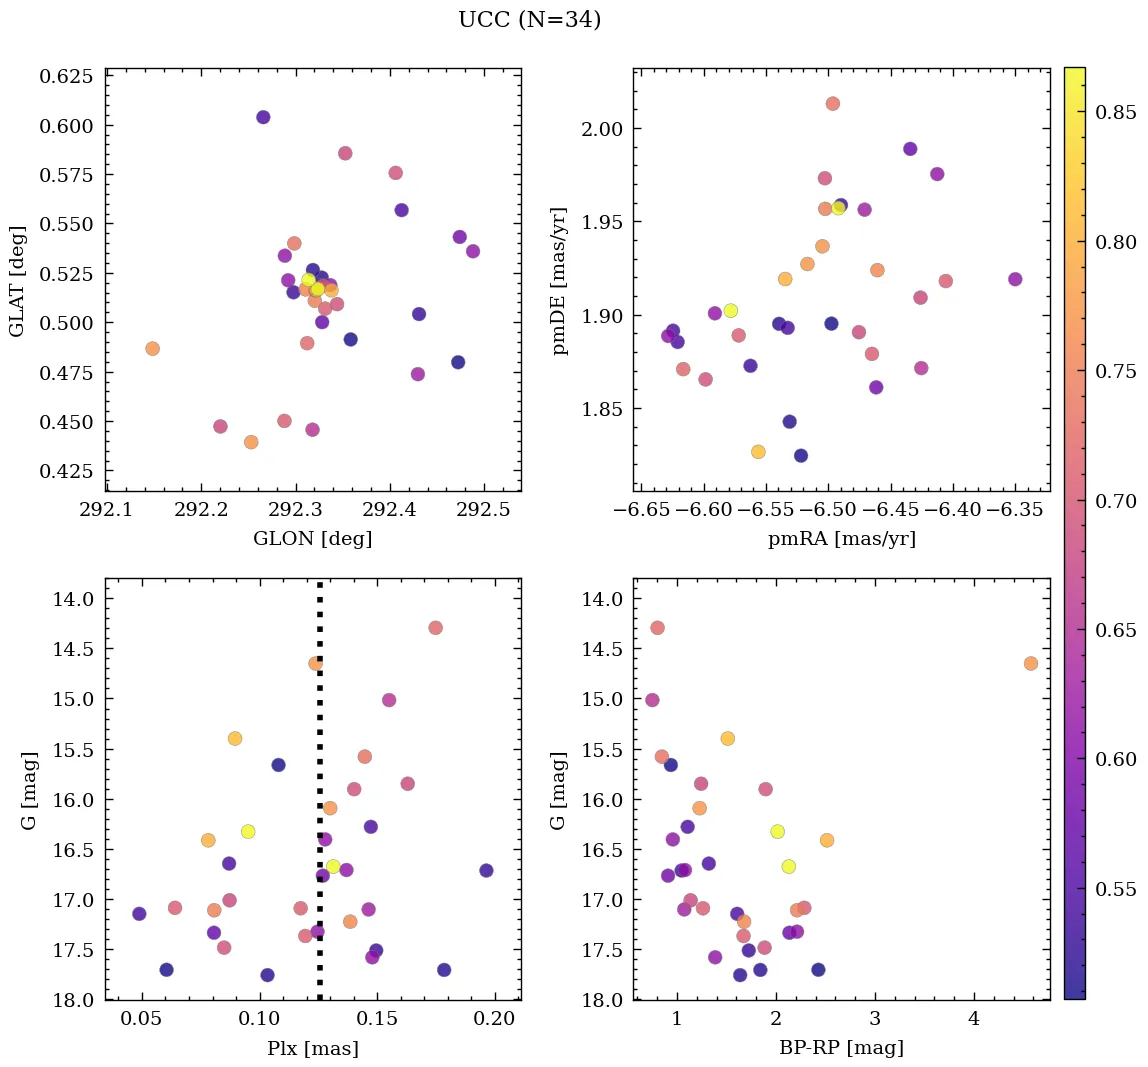 UCC (N=34)
0.625
0.600
0.575
0.550
0.525
0.500
0.475
0.450
0.425
GLAT [deg]
292.1 292.2 292.3 292.4 292.5
GLON [deg]
2.00
1.95
1.90
1.85
pmDE [mas/yr]
−6.65 −6.60 −6.55 −6.50 −6.45 −6.40 −6.35
pmRA [mas/yr]
14.0
14.5
15.0
15.5
16.0
16.5
17.0
17.5
18.0
G [mag]
0.05 0.10 0.15 0.20
Plx [mas]
14.0
14.5
15.0
15.5
16.0
16.5
17.0
17.5
18.0
G [mag]
1 2 3 4
BP-RP [mag]
0.85
0.80
0.75
0.70
0.65
0.60
0.55